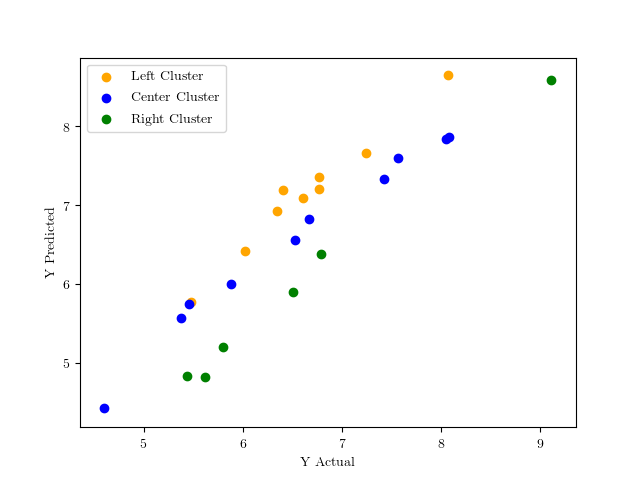 Left Cluster
Center Cluster
Right Cluster
8
7
6
5
Y Predicted
5 6 7 8 9
Y Actual